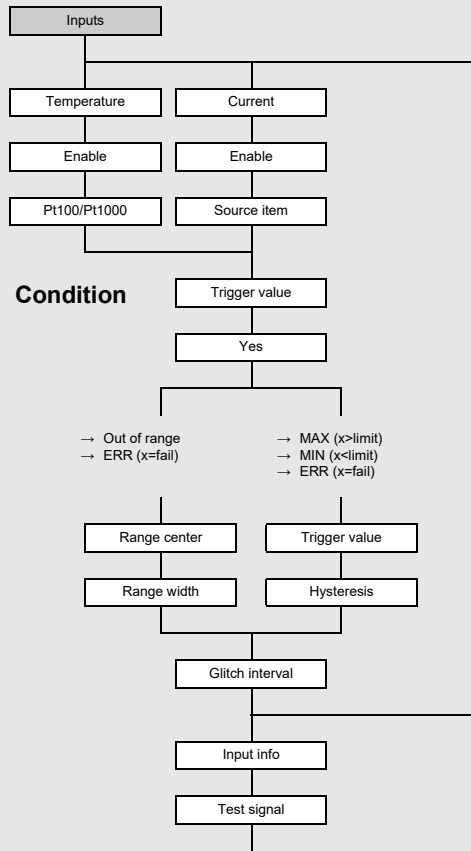 Inputs
Temperature
Current
Enable
Enable
Pt100/Pt1000
Source item
Condition
Trigger value
Yes
→ Out of range
→ ERR (x=fail)
→ MAX (x>limit)
→ MIN (x<limit)
→ ERR (x=fail)
Range center
Trigger value
Range width
Hysteresis
Glitch interval
Input info
Test signal